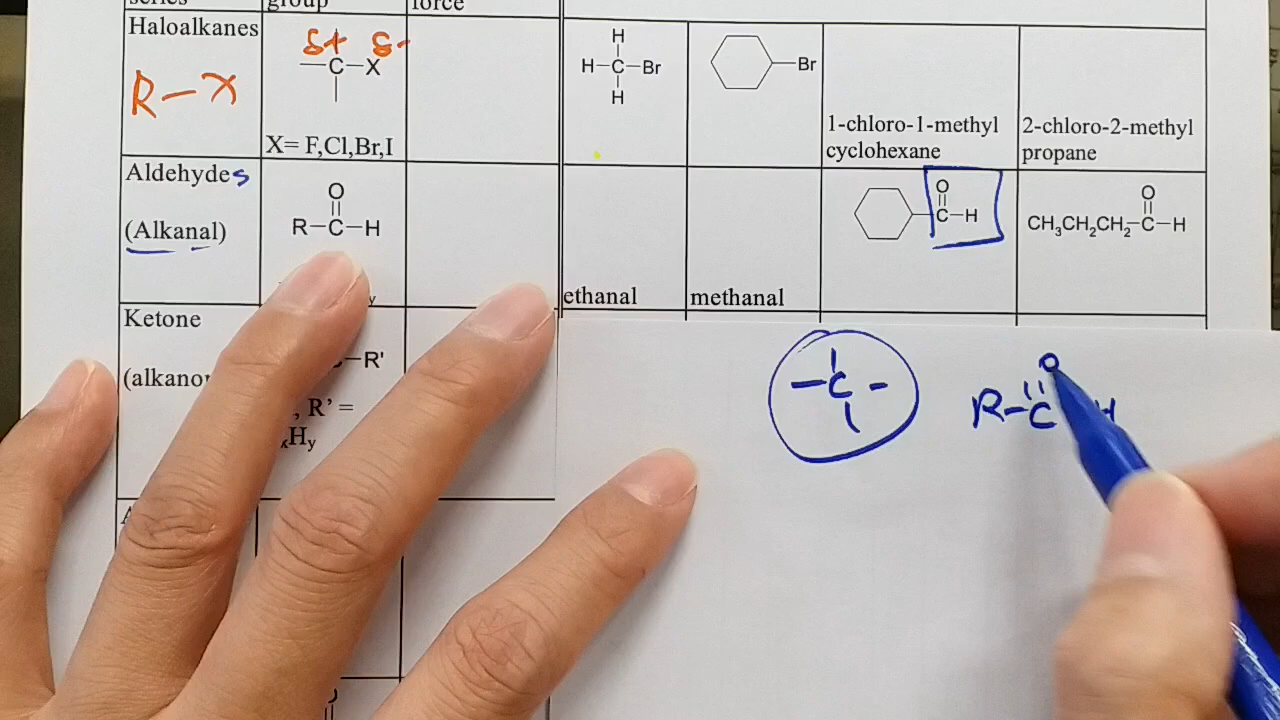 series group force
Haloalkanes
R-X
δ+ δ-
C-X
X= F,Cl,Br,I
H
H-C-Br
H
Br
1-chloro-1-methyl
cyclohexane
2-chloro-2-methyl
propane
Aldehydes
(Alkanal)
O
R-C-H
y
ethanal
methanal
O
C-H
O
CH₃CH₂CH₂-C-H
Ketone
-R'
, R' =
ₓHᵧ
-C-
O
R-C H